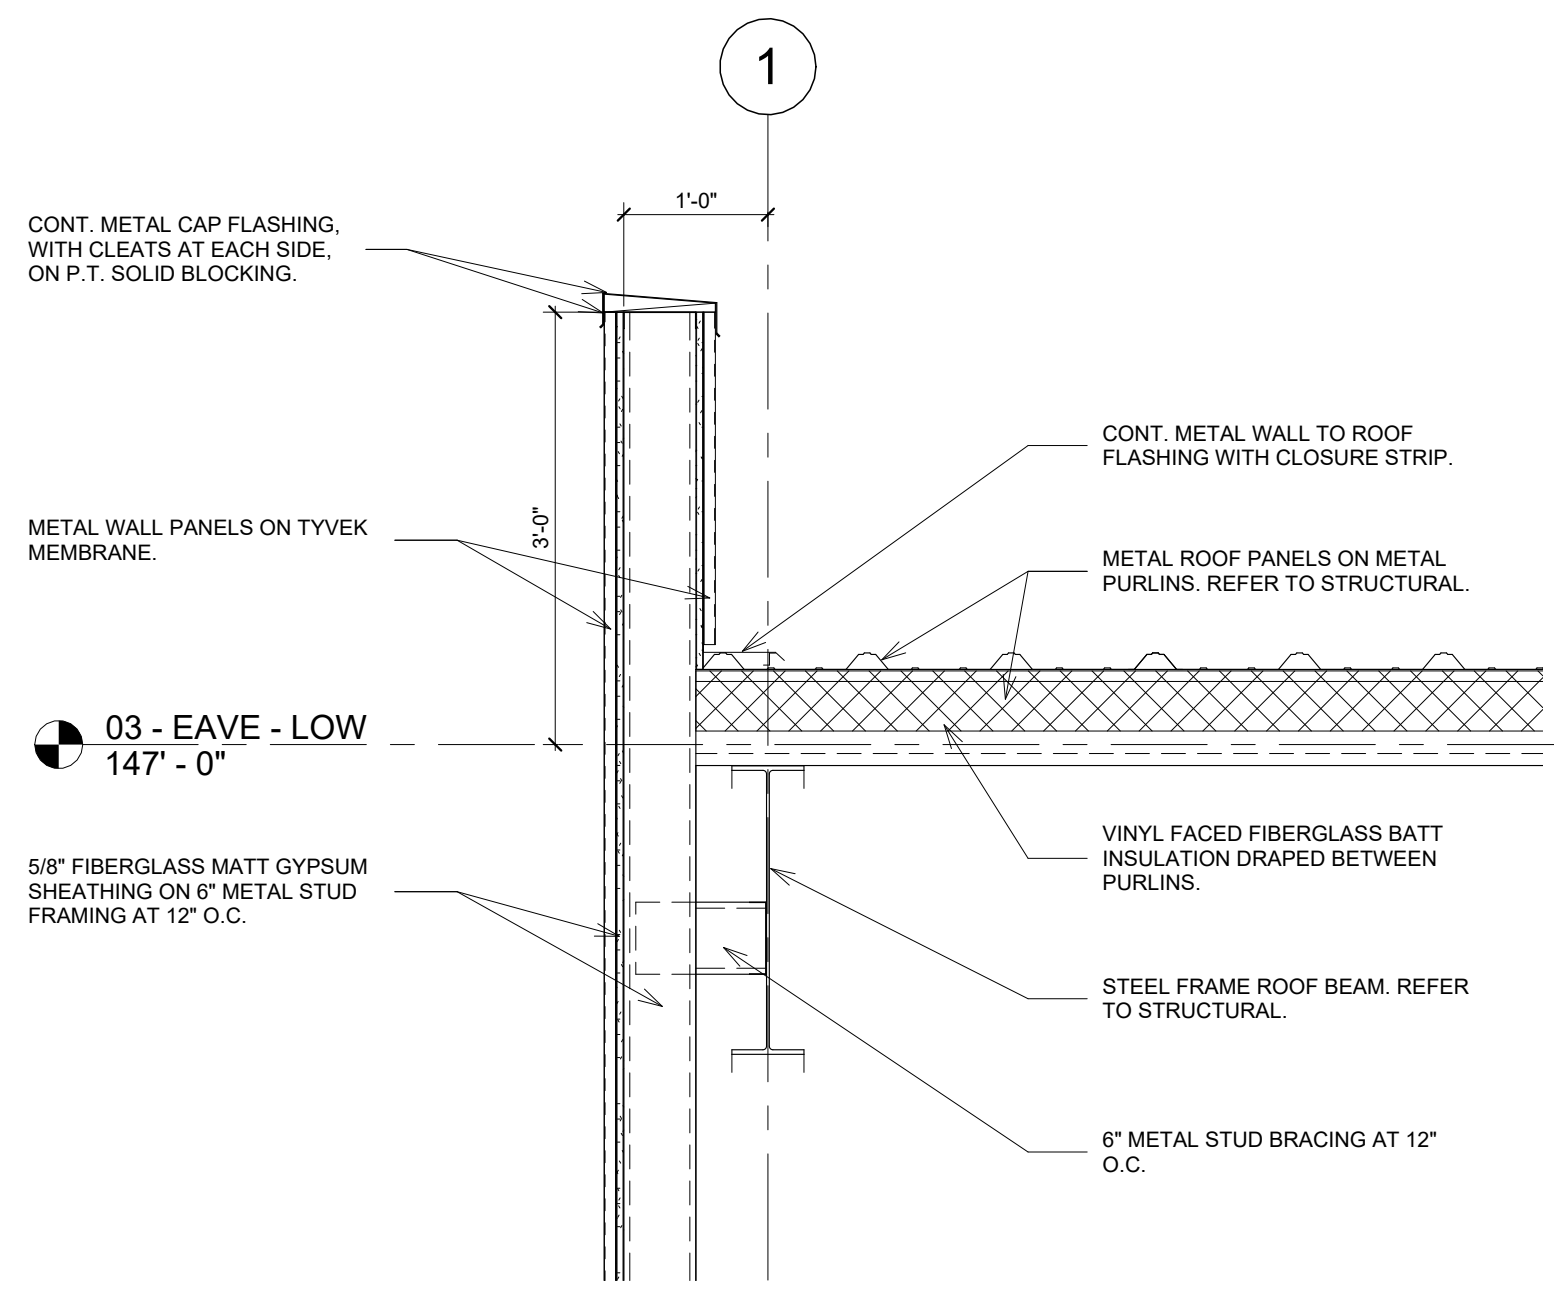 1
1'-0"
CONT. METAL CAP FLASHING,
WITH CLEATS AT EACH SIDE,
ON P.T. SOLID BLOCKING.
CONT. METAL WALL TO ROOF
FLASHING WITH CLOSURE STRIP.
METAL WALL PANELS ON TYVEK
MEMBRANE.
3'-0"
METAL ROOF PANELS ON METAL
PURLINS. REFER TO STRUCTURAL.
03 - EAVE - LOW
147' - 0"
VINYL FACED FIBERGLASS BATT
INSULATION DRAPED BETWEEN
PURLINS.
5/8" FIBERGLASS MATT GYPSUM
SHEATHING ON 6" METAL STUD
FRAMING AT 12" O.C.
STEEL FRAME ROOF BEAM. REFER
TO STRUCTURAL.
6" METAL STUD BRACING AT 12"
O.C.